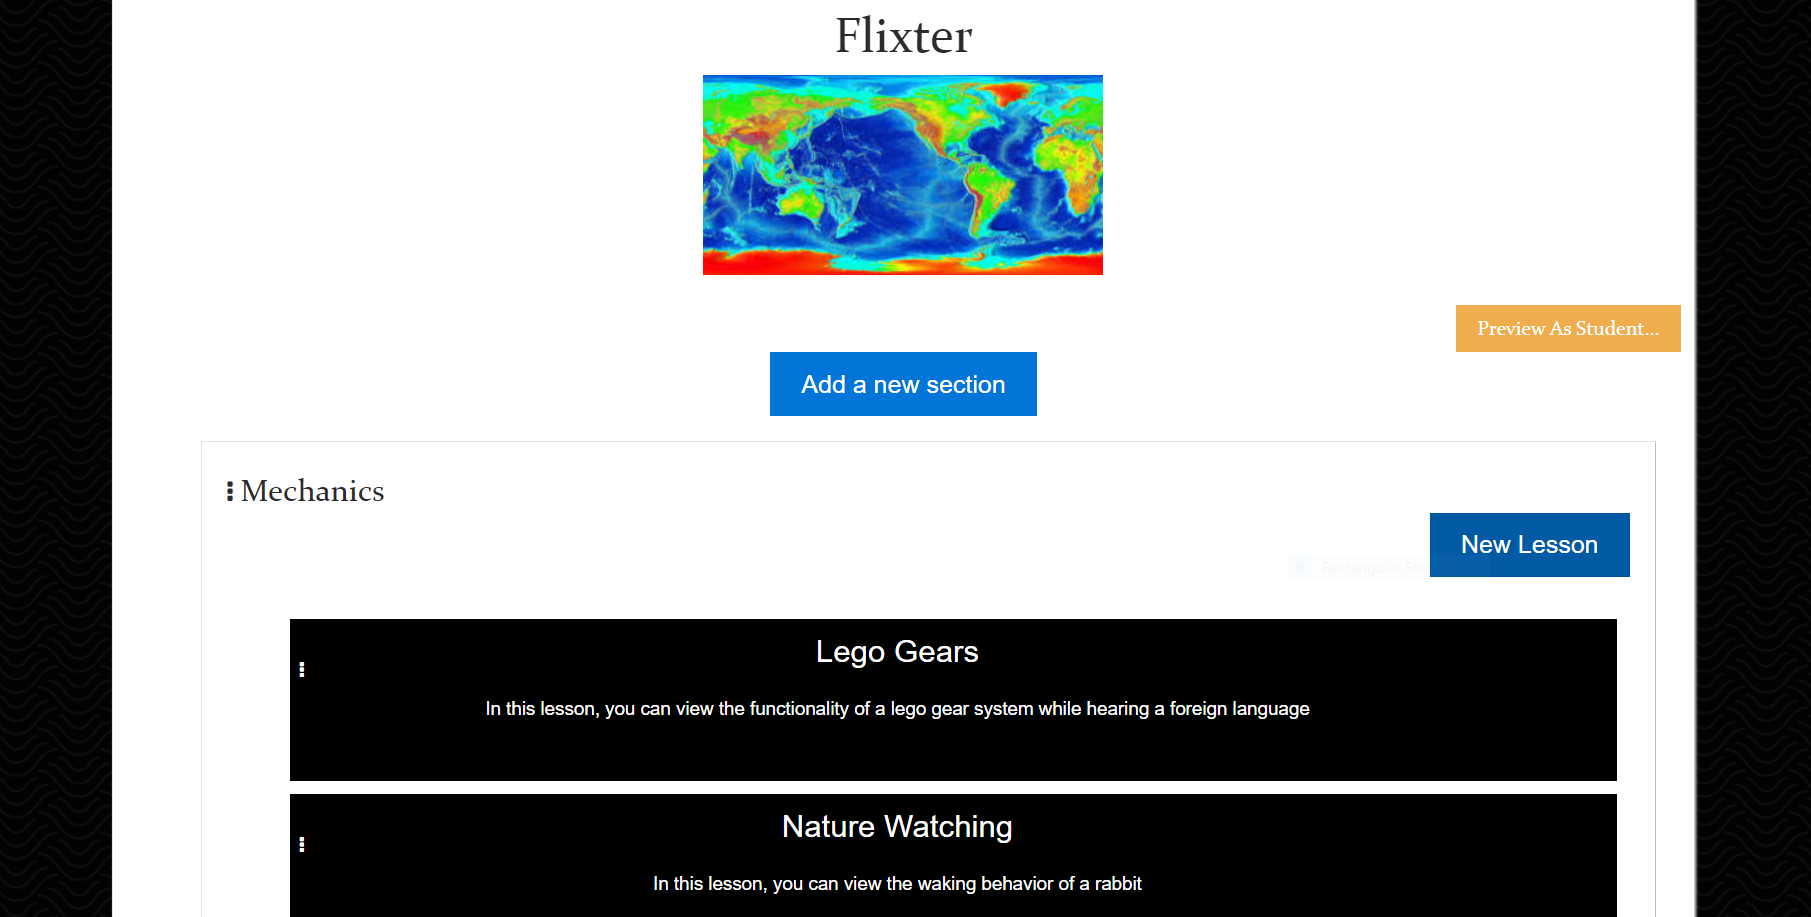 Flixter
Preview As Student...
Add a new section
Mechanics
New Lesson
Rectangular
Lego Gears
In this lesson, you can view the functionality of a lego gear system while hearing a foreign language
Nature Watching
In this lesson, you can view the waking behavior of a rabbit